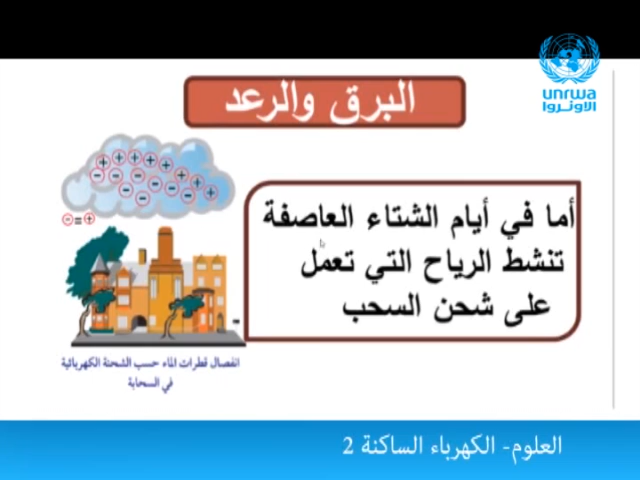 unrwa
الاونروا
البرق والرعد
أما في أيام الشتاء العاصفة
تنشط الرياح التي تعمل
على شحن السحب
انفصال قطرات الماء حسب الشحنة الكهربائية
في السحابة
العلوم- الكهرباء الساكنة 2